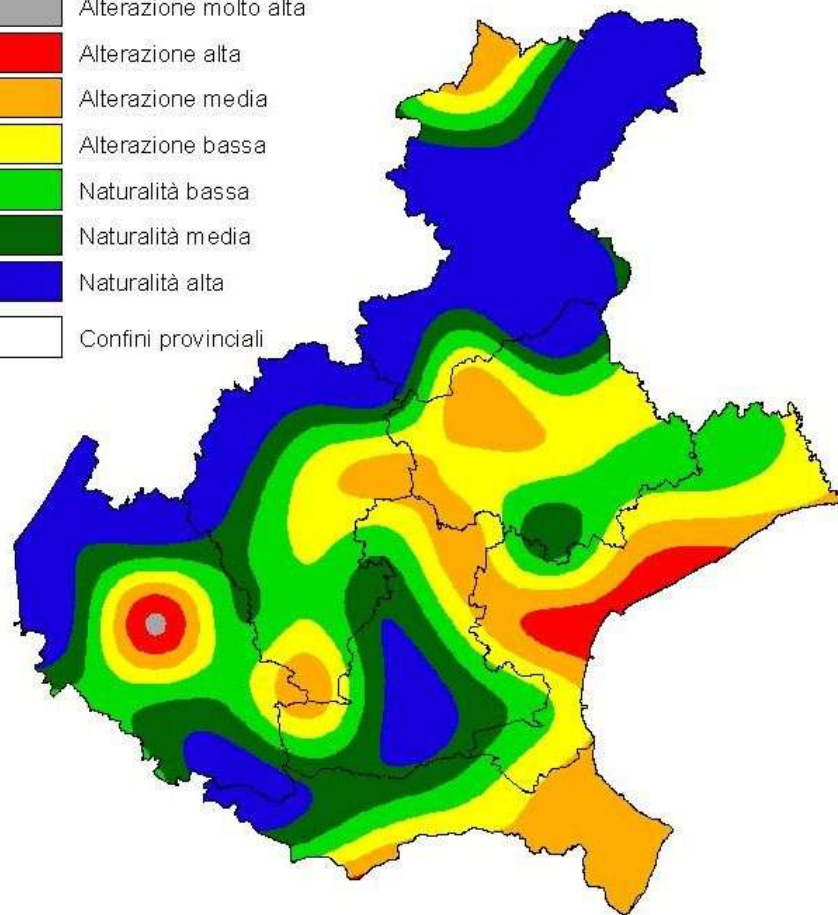 Alterazione molto alta
Alterazione alta
Alterazione media
Alterazione bassa
Naturalità bassa
Naturalità media
Naturalità alta
Confini provinciali